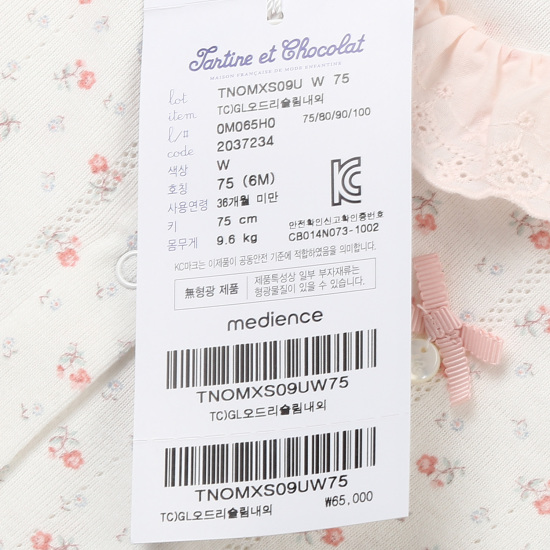 Tartine et Chocolat
MAISON FRANÇAISE DE MODE ENFANTINE
lot TNOMXS09U W 75
item TC)GL오드리슬림내외
L/# 0M065H0 75/80/90/100
code 2037234
색상 W
호칭 75 (6M)
사용연령 36개월 미만
키 75 cm
몸무게 9.6 kg
안전확인신고확인증번호
CB014N073-1002
KC마크는 이제품이 공동안전 기준에 적합하였음을 의미합니다.
無형광 제품
제품특성상 일부 부자재류는
형광물질이 있을 수 있습니다.
medience
TNOMXS09UW75
TC)GL오드리슬림내외
TNOMXS09UW75
TC)GL오드리슬림내외 ₩65,000